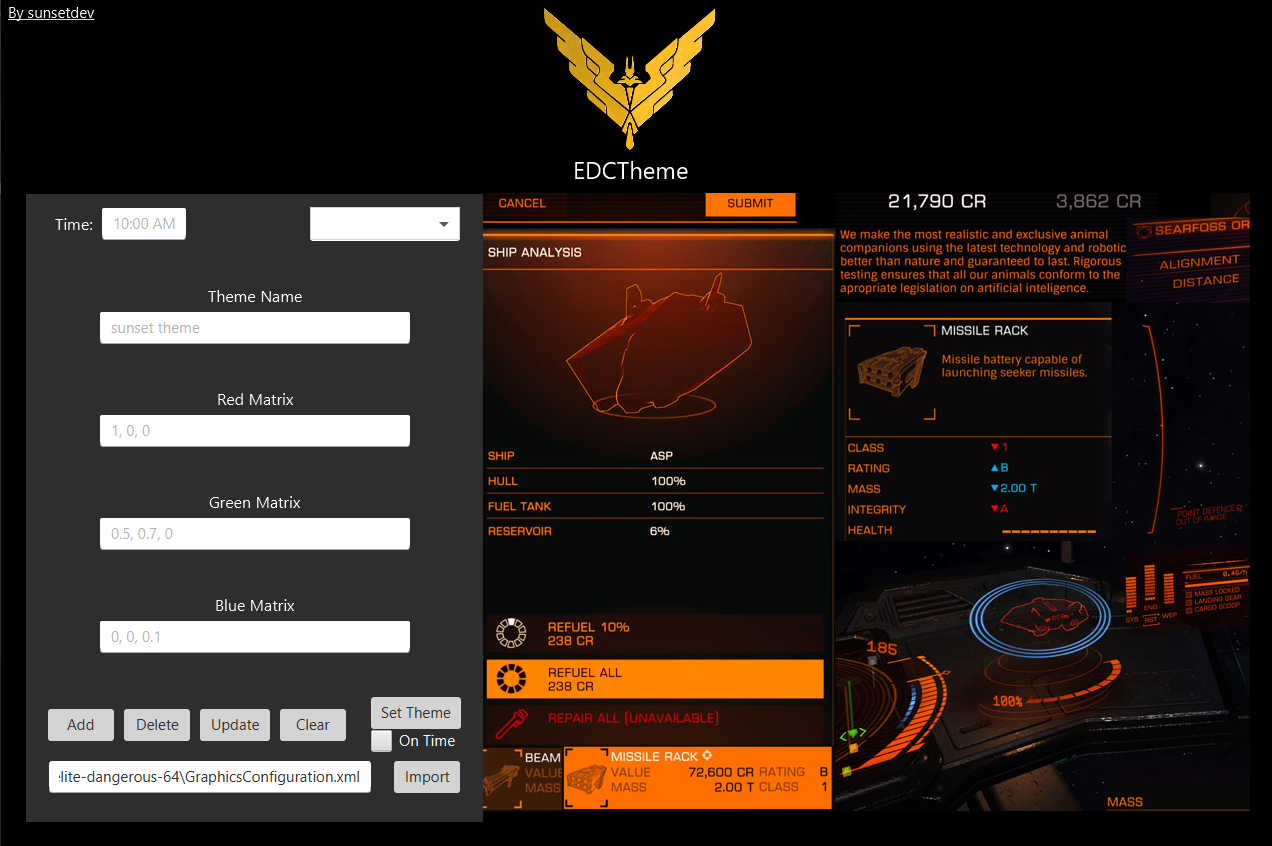 By sunsetdev
EDCTheme
Time:
10:00 AM
Theme Name
sunset theme
Red Matrix
1, 0, 0
Green Matrix
0.5, 0.7, 0
Blue Matrix
0, 0, 0.1
Add
Delete
Update
Clear
Set Theme
On Time
lite-dangerous-64\GraphicsConfiguration.xml
Import
CANCEL
SUBMIT
SHIP ANALYSIS
SHIP ASP
HULL 100%
FUEL TANK 100%
RESERVOIR 6%
REFUEL 10%
238 CR
REFUEL ALL
238 CR
REPAIR ALL (UNAVAILABLE)
BEAM
VALUE
MASS
MISSILE RACK
VALUE 72,600 CR RATING B
MASS 2.00 T CLASS 1
21,790 CR
3,862 CR
We make the most realistic and exclusive animal
companions using the latest technology and robotic
better than nature and guaranteed to last. Rigorous
testing ensures that all our animals conform to the
apropriate legislation on artificial inteligence.
SEARFOSS OR
ALIGNMENT
DISTANCE
MISSILE RACK
Missile battery capable of
launching seeker missiles.
CLASS 1
RATING B
MASS 2.00 T
INTEGRITY A
HEALTH
POINT DEFENCE
OUT OF RANGE
FUEL 0.46/h
MASS LOCKED
LANDING GEAR
CARGO SCOOP
ENG
SYS RST WEP
185
100%
MASS